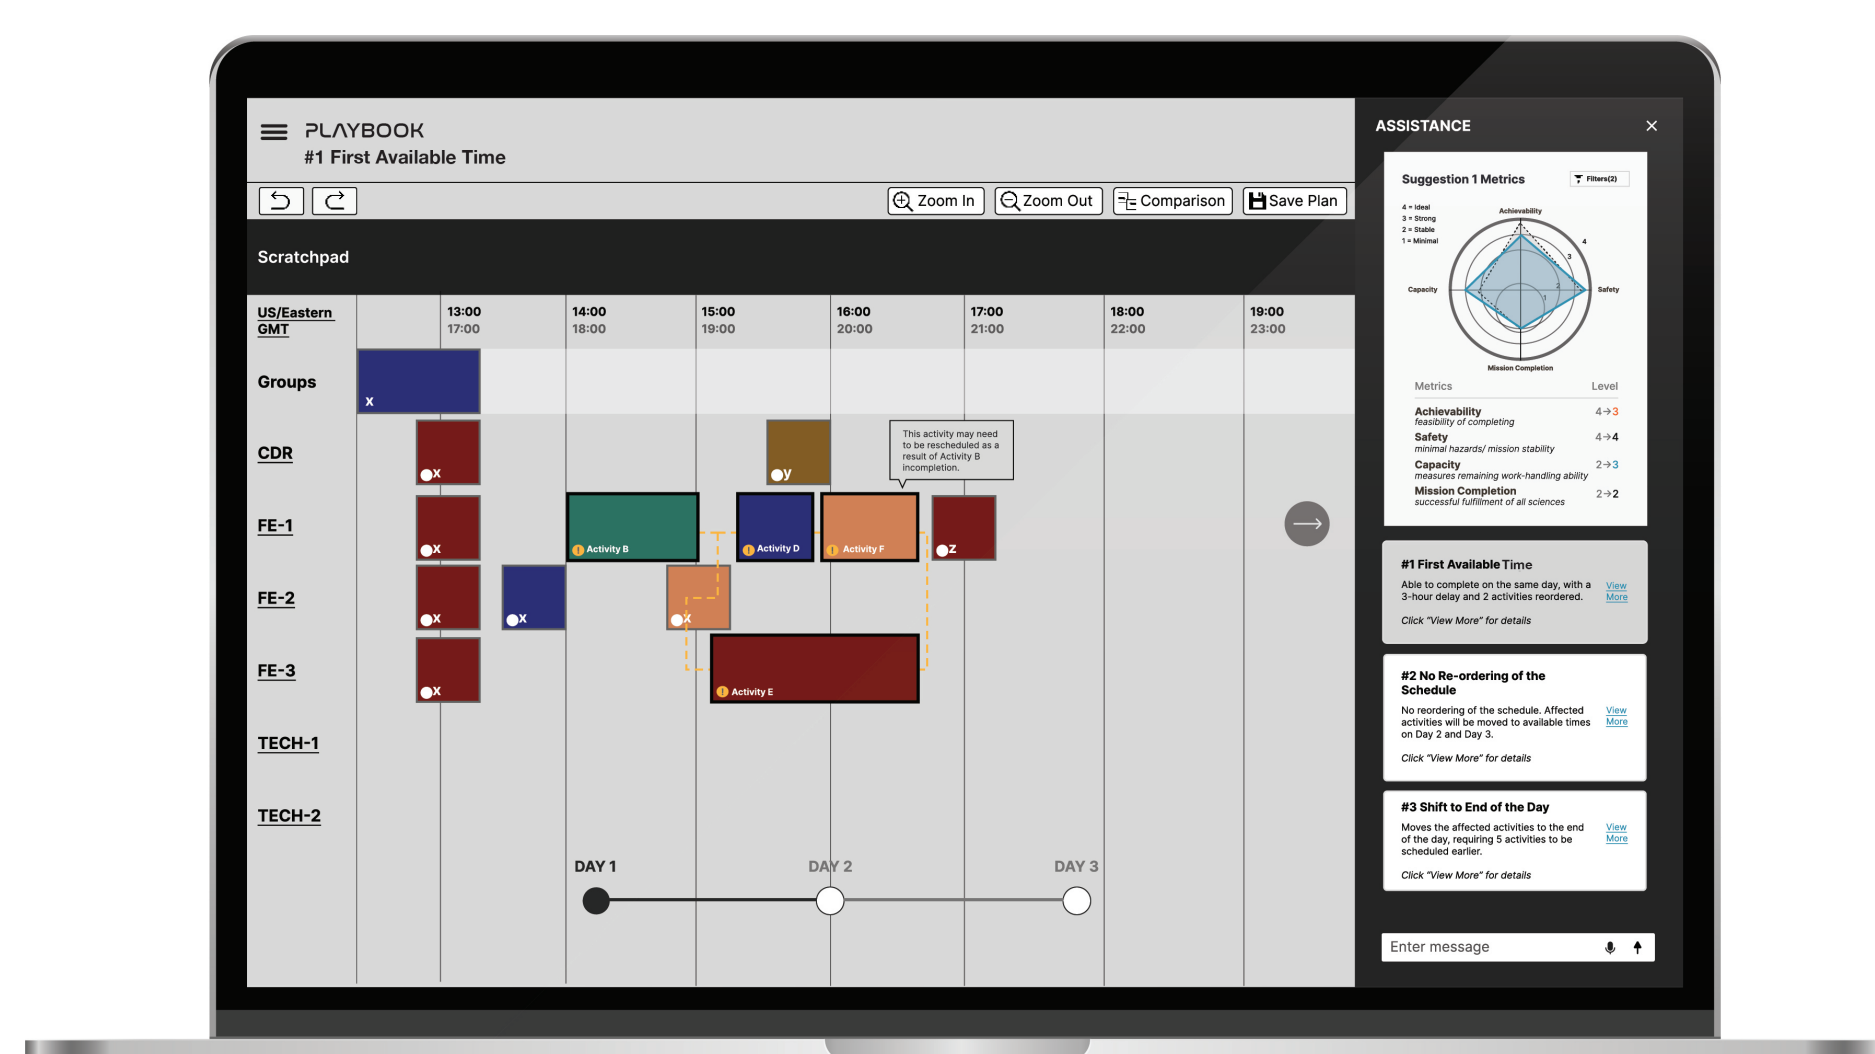 PLAYBOOK
#1 First Available Time
Zoom In
Zoom Out
Comparison
Save Plan
Scratchpad
US/Eastern
GMT
13:00
17:00
14:00
18:00
15:00
19:00
16:00
20:00
17:00
21:00
18:00
22:00
19:00
23:00
Groups
x
CDR
x
y
This activity may need
to be rescheduled as a
result of Activity B
incompletion.
FE-1
x
! Activity B
! Activity D
! Activity F
z
FE-2
x
x
x
FE-3
x
! Activity E
TECH-1
TECH-2
DAY 1
DAY 2
DAY 3
ASSISTANCE
Suggestion 1 Metrics
Filters(2)
4 = Ideal
3 = Strong
2 = Stable
1 = Minimal
Achievability
4
3
2
1
Capacity
Safety
Mission Completion
Metrics Level
Achievability 4→3
feasibility of completing
Safety 4→4
minimal hazards/ mission stability
Capacity 2→3
measures remaining work-handling ability
Mission Completion 2→2
successful fulfillment of all sciences
#1 First Available Time
Able to complete on the same day, with a
3-hour delay and 2 activities reordered.
View
More
Click "View More" for details
#2 No Re-ordering of the
Schedule
No reordering of the schedule. Affected
activities will be moved to available times
on Day 2 and Day 3.
View
More
Click "View More" for details
#3 Shift to End of the Day
Moves the affected activities to the end
of the day, requiring 5 activities to be
scheduled earlier.
View
More
Click "View More" for details
Enter message